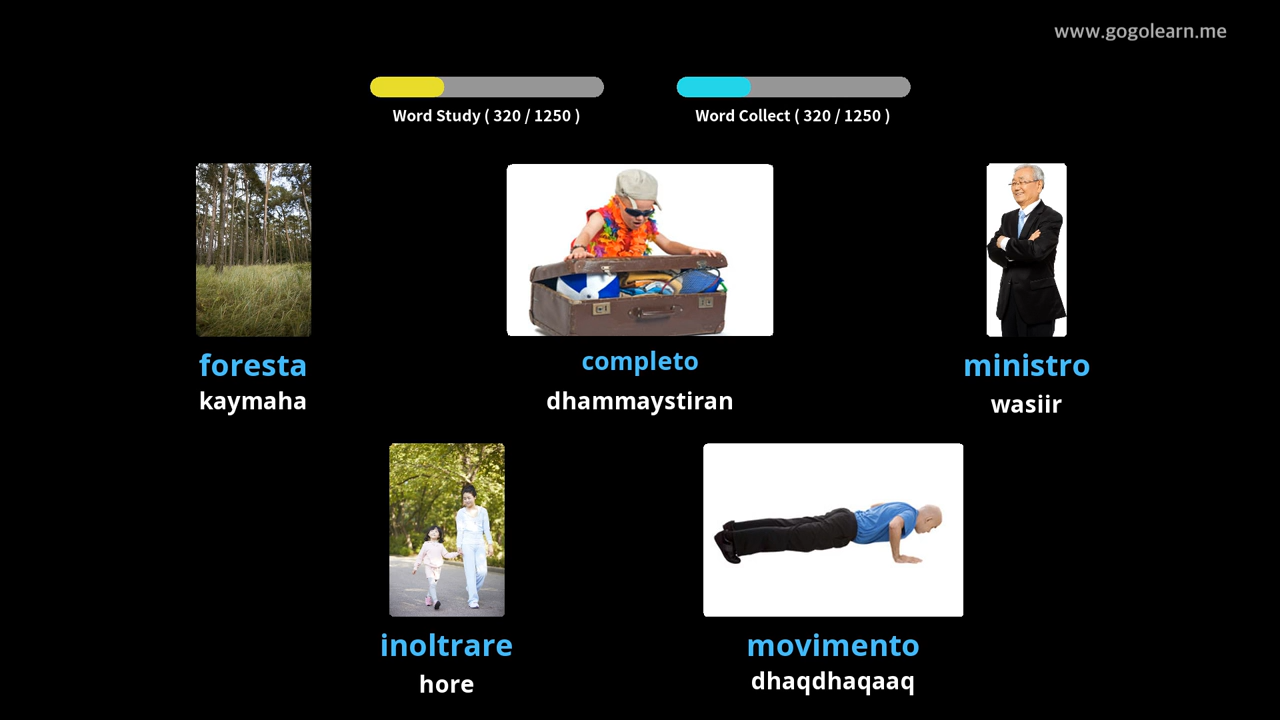 www.gogolearn.me
Word Study ( 320 / 1250 )
Word Collect ( 320 / 1250 )
foresta
kaymaha
completo
dhammaystiran
ministro
wasiir
inoltrare
hore
movimento
dhaqdhaqaaq